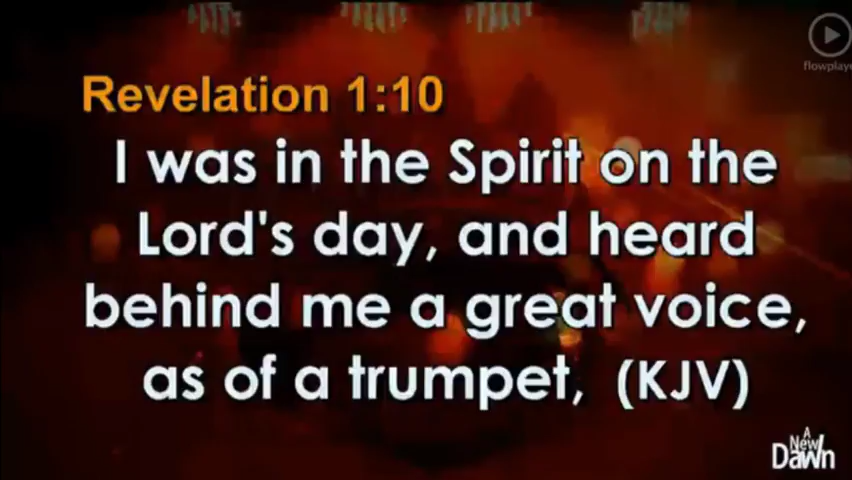 flowplaye
Revelation 1:10
I was in the Spirit on the
Lord's day, and heard
behind me a great voice,
as of a trumpet, (KJV)
A
New
Dawn